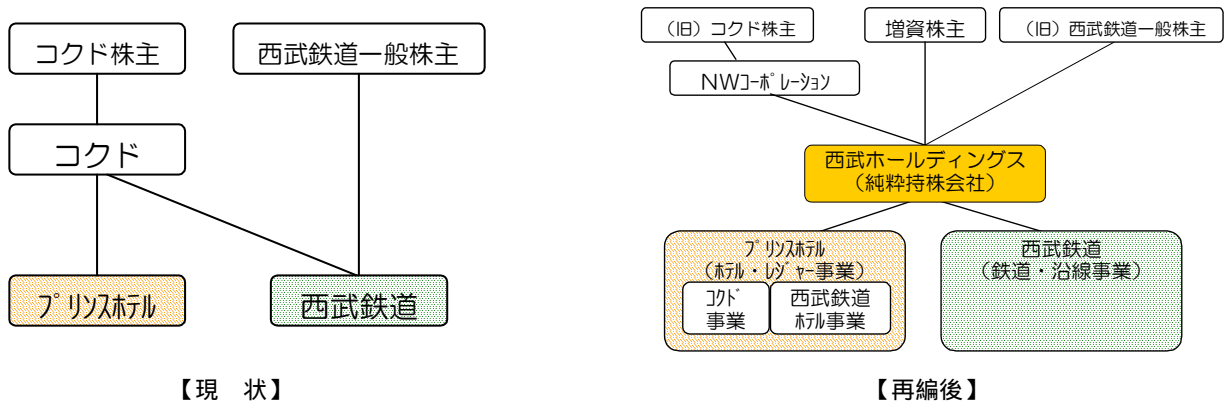 コクド株主
西武鉄道一般株主
コクド
プリンスホテル
西武鉄道
【現　状】
(旧)コクド株主
増資株主
(旧)西武鉄道一般株主
NWコーポレーション
西武ホールディングス
(純粋持株会社)
プリンスホテル
(ホテル・レジャー事業)
コクド
事業
西武鉄道
ホテル事業
西武鉄道
(鉄道・沿線事業)
【再編後】